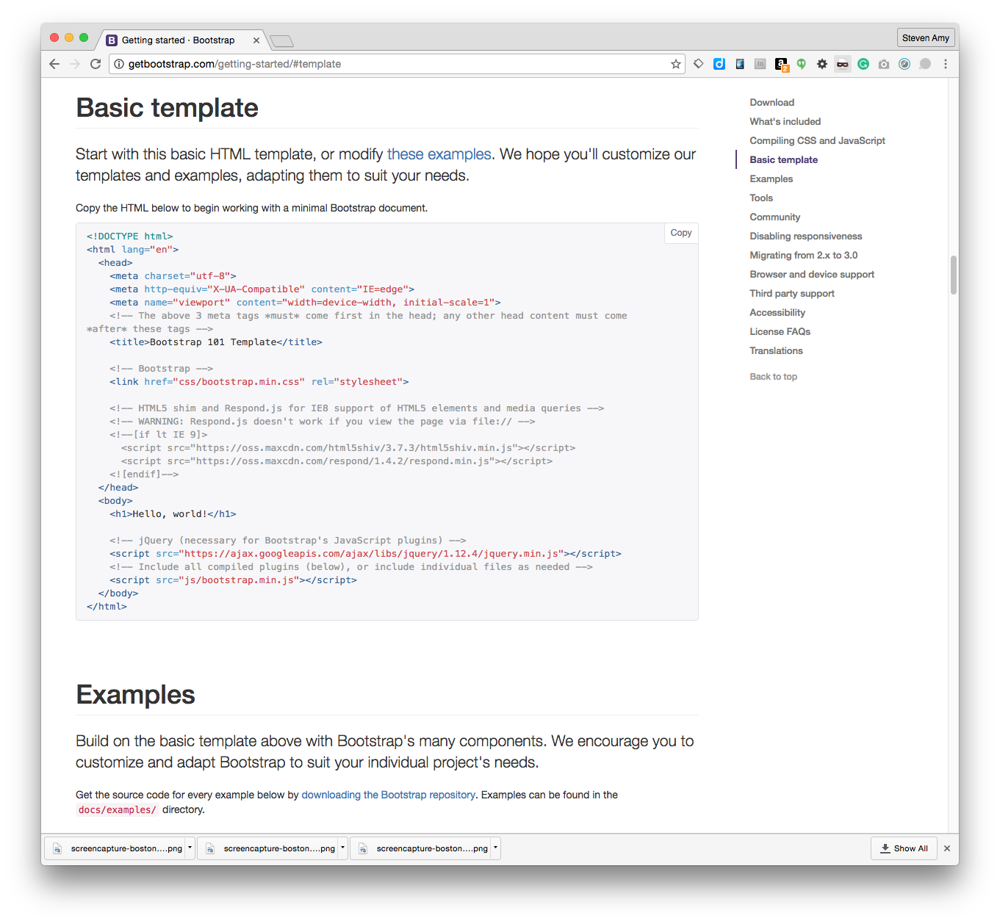 Getting started · Bootstrap
Steven Amy
getbootstrap.com/getting-started/#template
Basic template
Start with this basic HTML template, or modify these examples. We hope you'll customize our
templates and examples, adapting them to suit your needs.
Copy the HTML below to begin working with a minimal Bootstrap document.
Copy
<!DOCTYPE html>
<html lang="en">
  <head>
    <meta charset="utf-8">
    <meta http-equiv="X-UA-Compatible" content="IE=edge">
    <meta name="viewport" content="width=device-width, initial-scale=1">
    <!-- The above 3 meta tags *must* come first in the head; any other head content must come
*after* these tags -->
    <title>Bootstrap 101 Template</title>
    <!-- Bootstrap -->
    <link href="css/bootstrap.min.css" rel="stylesheet">
    <!-- HTML5 shim and Respond.js for IE8 support of HTML5 elements and media queries -->
    <!-- WARNING: Respond.js doesn't work if you view the page via file:// -->
    <!--[if lt IE 9]>
      <script src="https://oss.maxcdn.com/html5shiv/3.7.3/html5shiv.min.js"></script>
      <script src="https://oss.maxcdn.com/respond/1.4.2/respond.min.js"></script>
    <![endif]-->
  </head>
  <body>
    <h1>Hello, world!</h1>
    <!-- jQuery (necessary for Bootstrap's JavaScript plugins) -->
    <script src="https://ajax.googleapis.com/ajax/libs/jquery/1.12.4/jquery.min.js"></script>
    <!-- Include all compiled plugins (below), or include individual files as needed -->
    <script src="js/bootstrap.min.js"></script>
  </body>
</html>
Examples
Build on the basic template above with Bootstrap's many components. We encourage you to
customize and adapt Bootstrap to suit your individual project's needs.
Get the source code for every example below by downloading the Bootstrap repository. Examples can be found in the
docs/examples/ directory.
Download
What's included
Compiling CSS and JavaScript
Basic template
Examples
Tools
Community
Disabling responsiveness
Migrating from 2.x to 3.0
Browser and device support
Third party support
Accessibility
License FAQs
Translations
Back to top
screencapture-boston....png
screencapture-boston....png
screencapture-boston....png
Show All